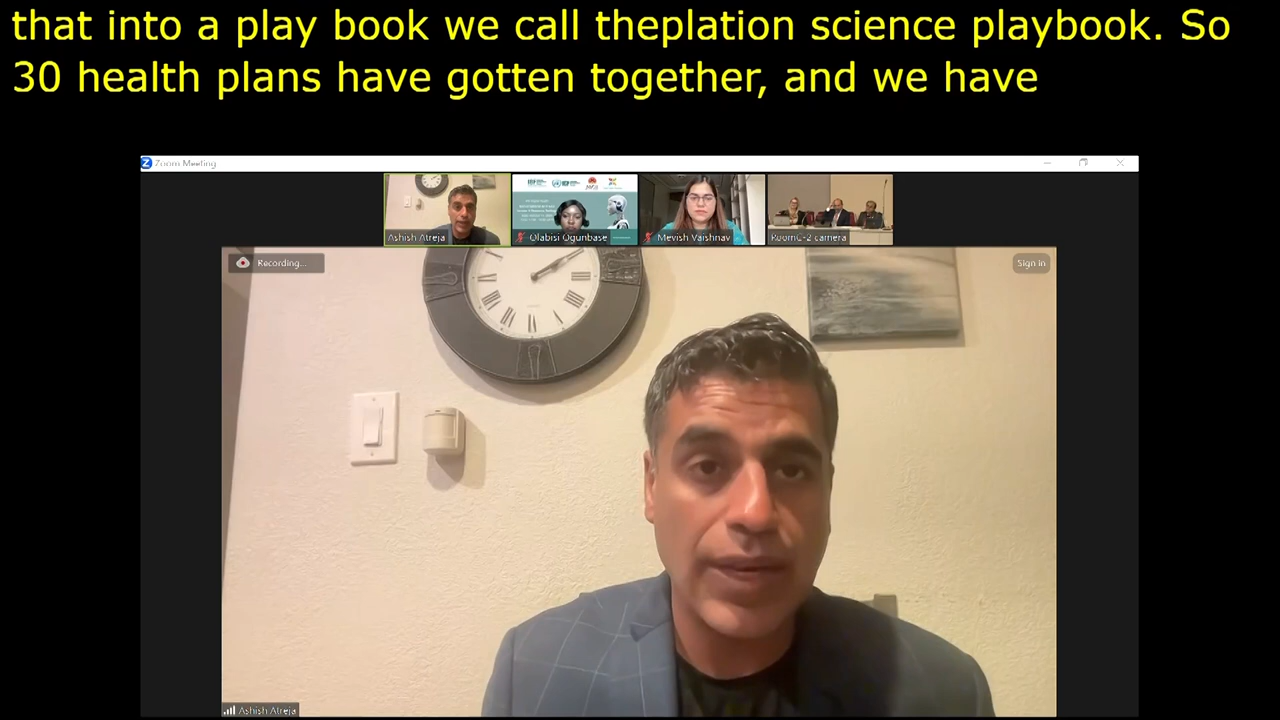 that into a play book we call theplation science playbook. So
30 health plans have gotten together, and we have
Zoom Meeting
Ashish Atreja
Olabisi Ogunbase
Mevish Vaishnav
RoomC-2 camera
Recording...
Sign in
Ashish Atreja